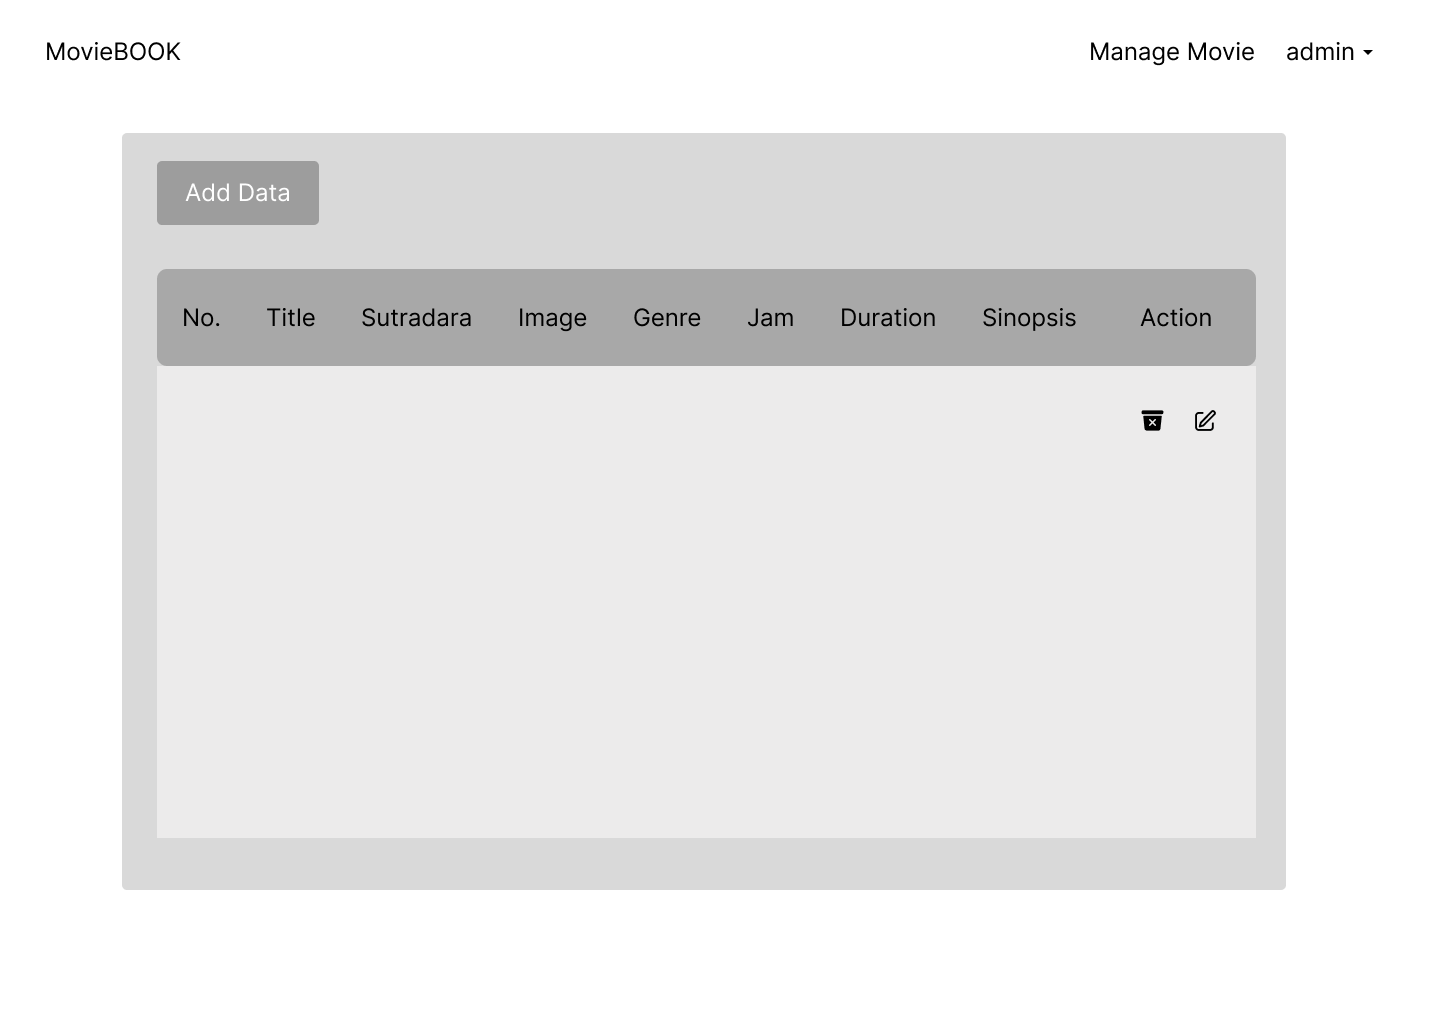 MovieBOOK Manage Movie admin
Add Data
No. Title Sutradara Image Genre Jam Duration Sinopsis Action